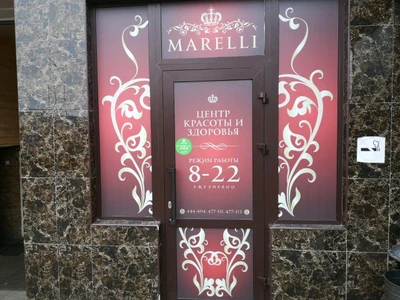 MARELLI
ЦЕНТР
КРАСОТЫ И
ЗДОРОВЬЯ
РЕЖИМ РАБОТЫ
8-22
ЕЖЕДНЕВНО